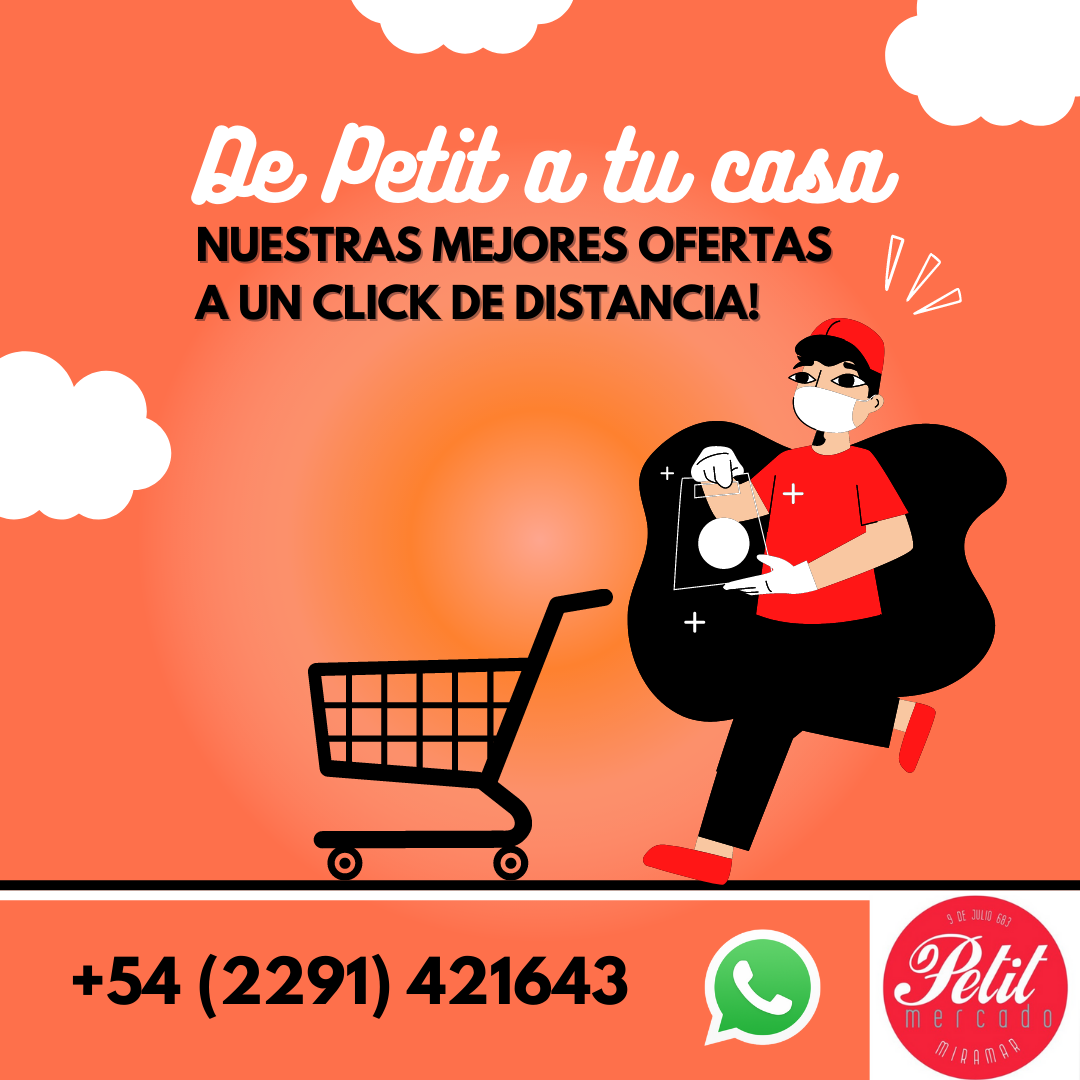 De Petit a tu casa
NUESTRAS MEJORES OFERTAS
A UN CLICK DE DISTANCIA!
+54 (2291) 421643
9 DE JULIO 683
Petit
mercado
MIRAMAR